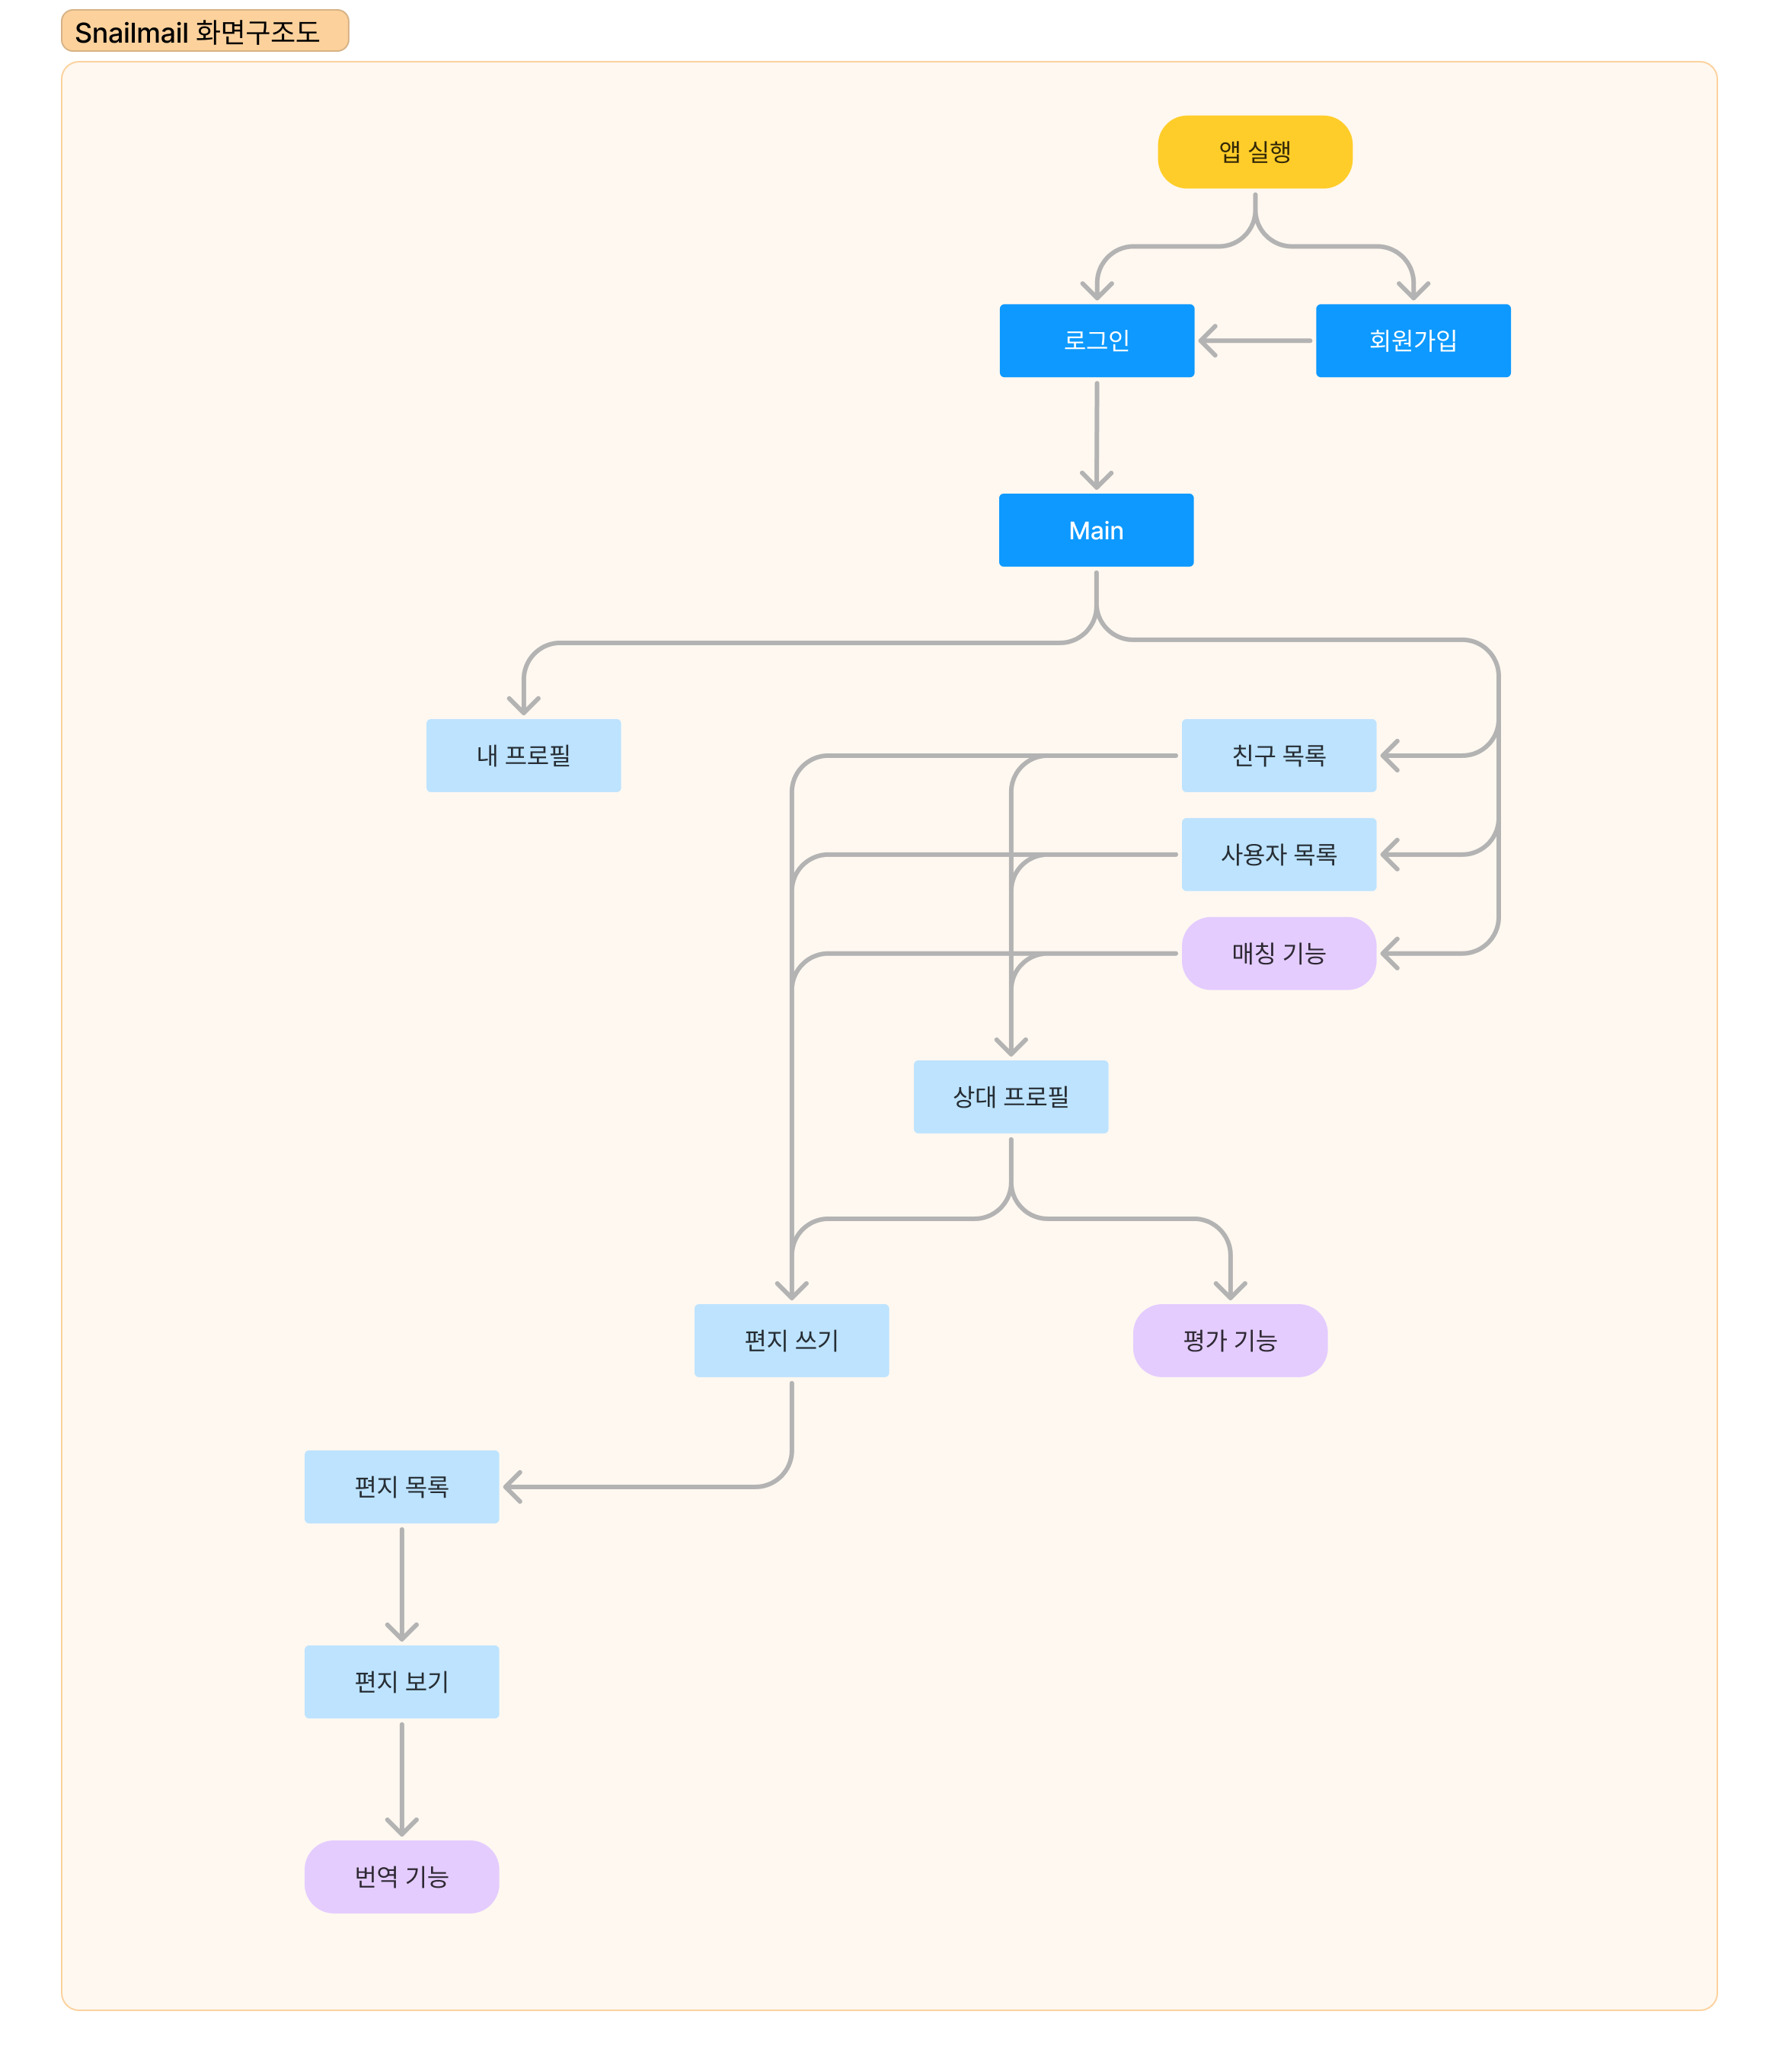 Snailmail 화면구조도
앱 실행
로그인
회원가입
Main
내 프로필
친구 목록
사용자 목록
매칭 기능
상대 프로필
편지 쓰기
평가 기능
편지 목록
편지 보기
번역 기능